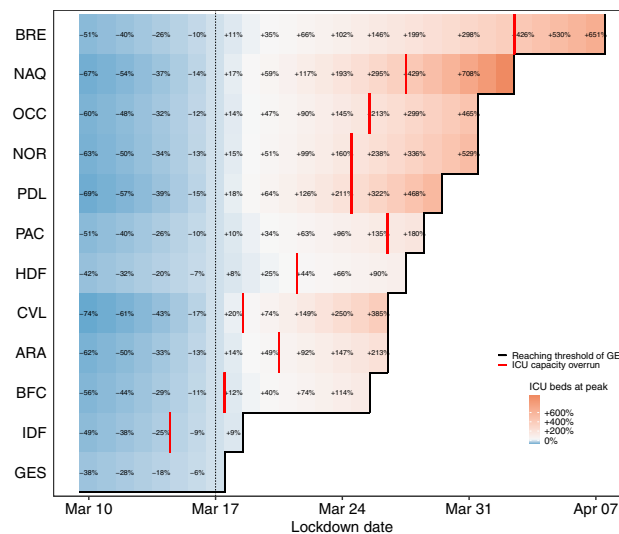 BRE −51% −40% −26% −10% +11% +35% +66% +102% +146% +199% +298% +426% +530% +651%
NAQ −67% −54% −37% −14% +17% +59% +117% +193% +295% +429% +708%
OCC −60% −48% −32% −12% +14% +47% +90% +145% +213% +299% +465%
NOR −63% −50% −34% −13% +15% +51% +99% +160% +238% +336% +529%
PDL −69% −57% −39% −15% +18% +64% +126% +211% +322% +468%
PAC −51% −40% −26% −10% +10% +34% +63% +96% +135% +180%
HDF −42% −32% −20% −7% +8% +25% +44% +66% +90%
CVL −74% −61% −43% −17% +20% +74% +149% +250% +385%
ARA −62% −50% −33% −13% +14% +49% +92% +147% +213%
Reaching threshold of GE
ICU capacity overrun
BFC −56% −44% −29% −11% +12% +40% +74% +114%
ICU beds at peak
+600%
+400%
+200%
0%
IDF −49% −38% −25% −9% +9%
GES −38% −28% −18% −6%
Mar 10 Mar 17 Mar 24 Mar 31 Apr 07
Lockdown date